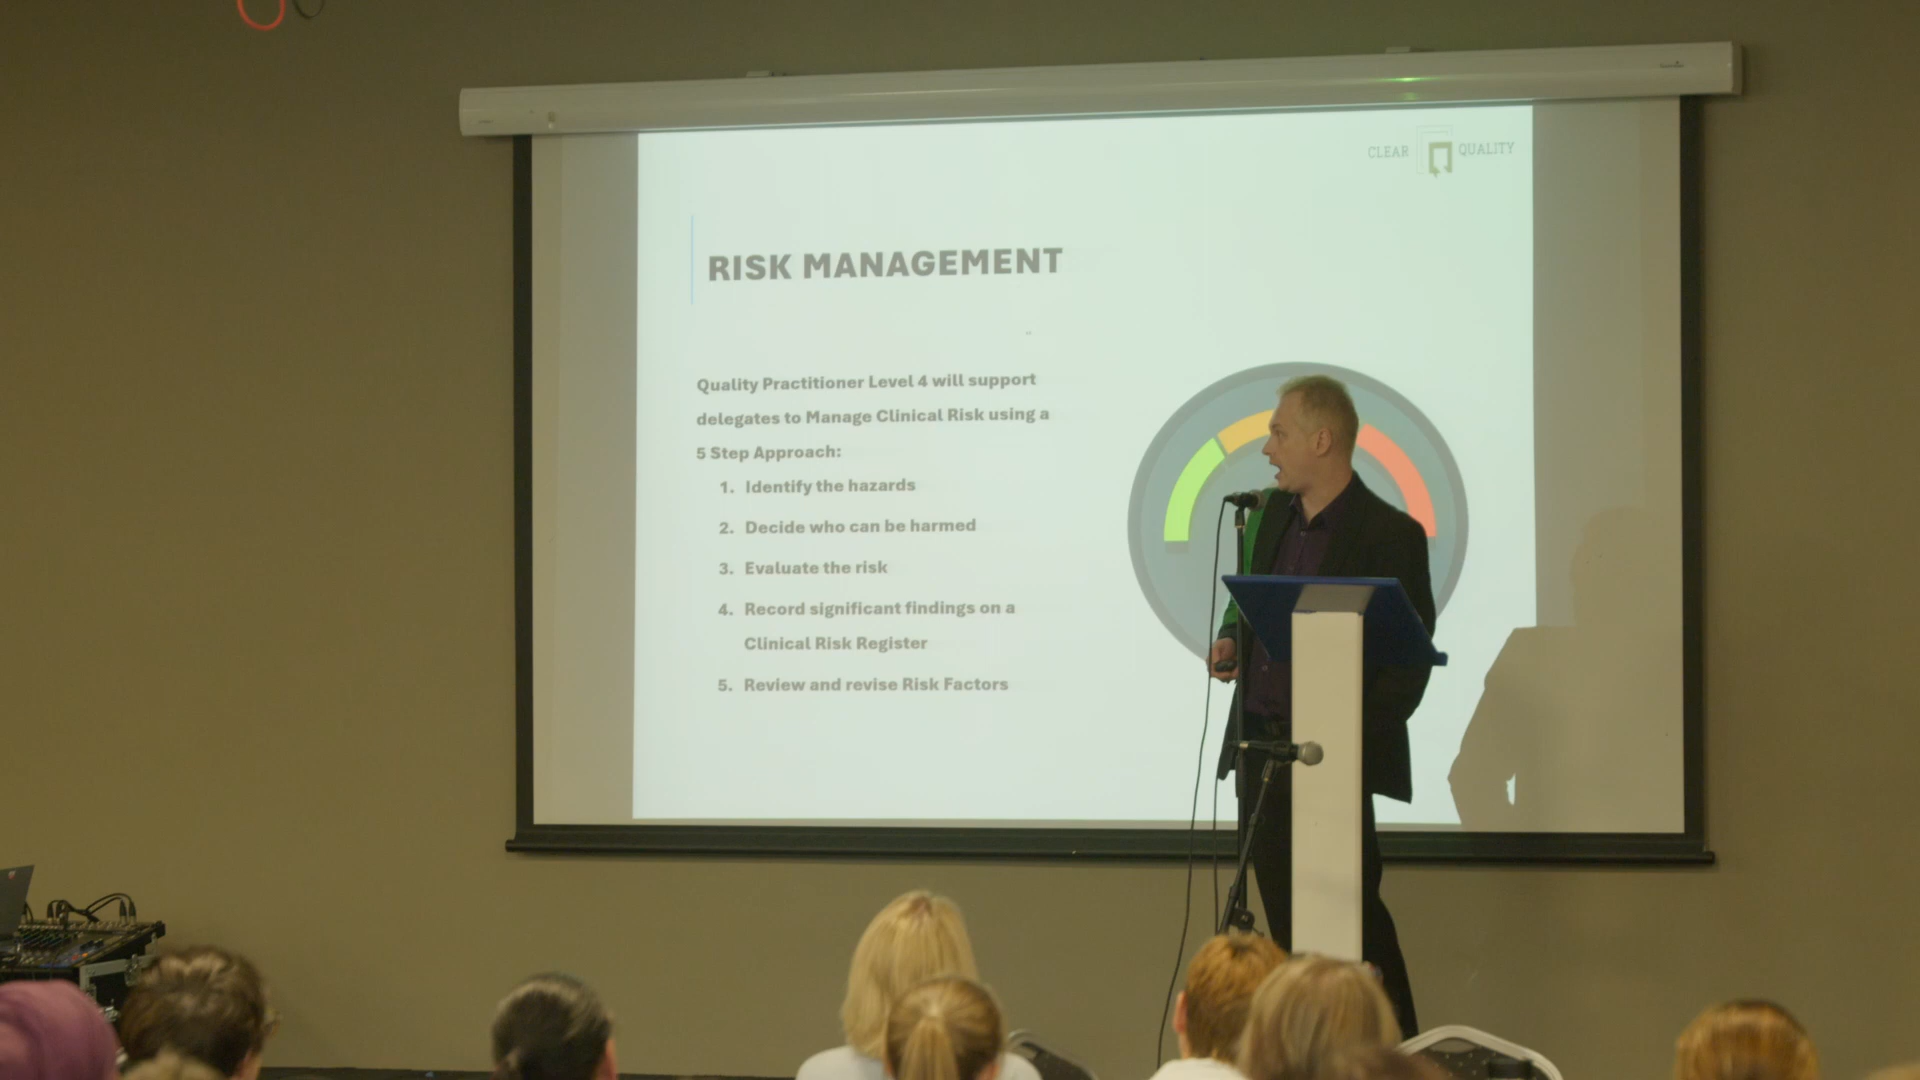 CLEAR QUALITY
RISK MANAGEMENT
Quality Practitioner Level 4 will support
delegates to Manage Clinical Risk using a
5 Step Approach:
1. Identify the hazards
2. Decide who can be harmed
3. Evaluate the risk
4. Record significant findings on a
Clinical Risk Register
5. Review and revise Risk Factors